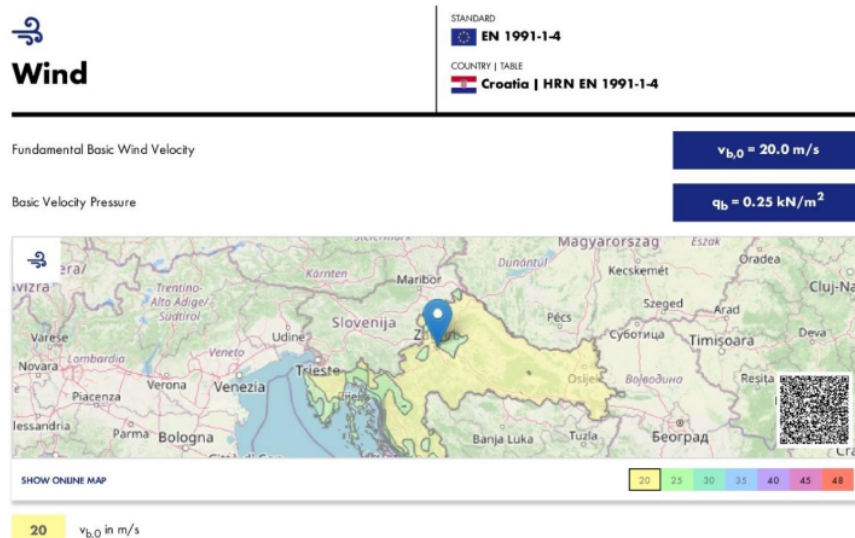 STANDARD
EN 1991-1-4
Wind
COUNTRY | TABLE
Croatia | HRN EN 1991-1-4
Fundamental Basic Wind Velocity
vb,0 = 20.0 m/s
Basic Velocity Pressure
qb = 0.25 kN/m²
Magyarország
Kärnten
Maribor
Dunántúl
Kecskemét
Oradea
Cluj-Na
Trentino-
Alto Adige/
Südtirol
Slovenija
Pécs
Szeged
Arad
Varese
Udine
Суботица
Timișoara
Deva
Novara
Lombardia
Veneto
Trieste
Osijek
Војводина
Reșița
Piacenza
Verona
Venezia
lessandria
Parma
Bologna
Banja Luka
Tuzla
Београд
SHOW ONLINE MAP
20 25 30 35 40 45 48
20 vb,0 in m/s